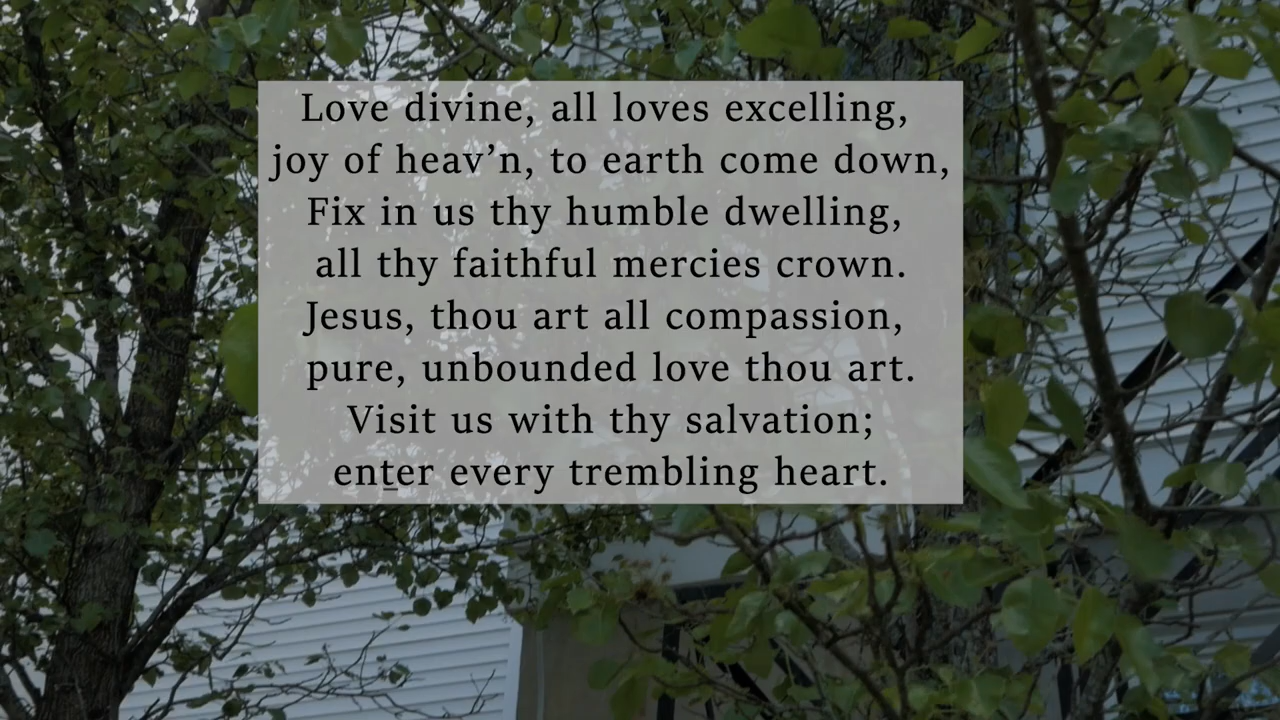 Love divine, all loves excelling,
joy of heav’n, to earth come down,
Fix in us thy humble dwelling,
all thy faithful mercies crown.
Jesus, thou art all compassion,
pure, unbounded love thou art.
Visit us with thy salvation;
enter every trembling heart.